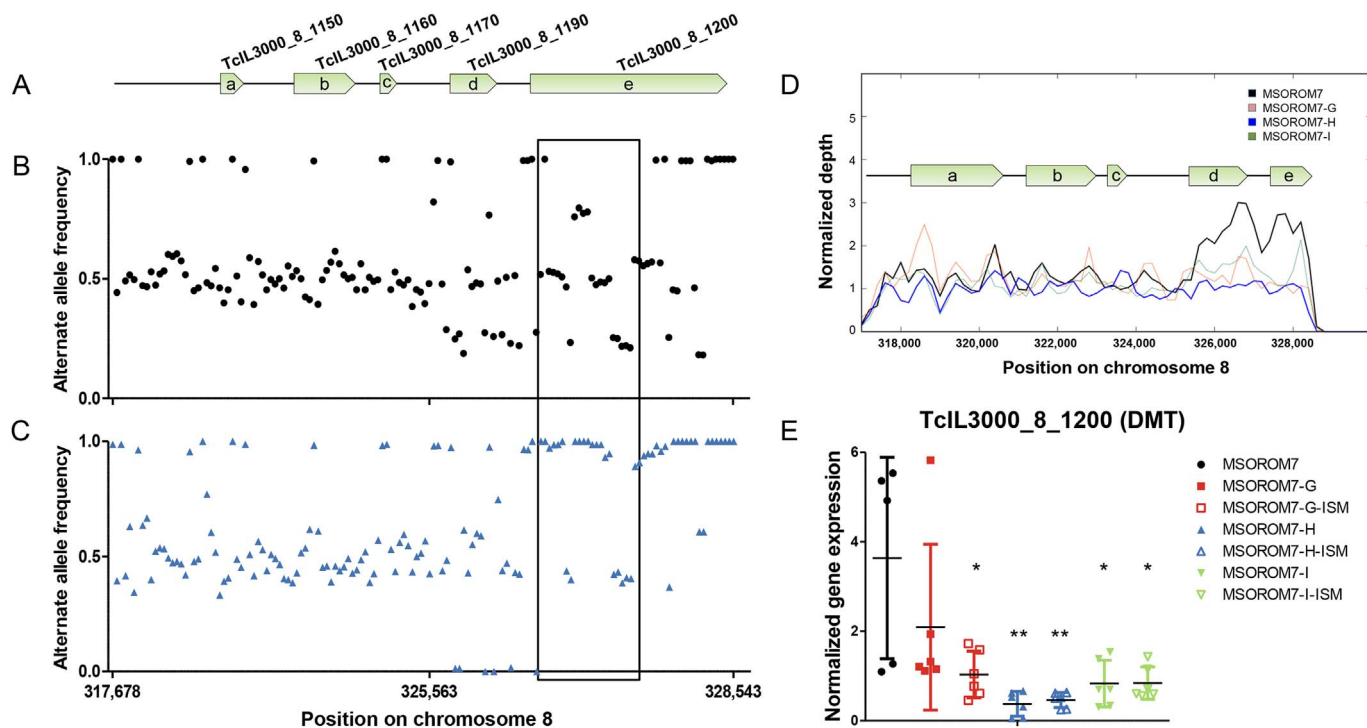 A
TcIL3000_8_1150
TcIL3000_8_1160
TcIL3000_8_1170
TcIL3000_8_1190
TcIL3000_8_1200
a b c d e
B
Alternate allele frequency
1.0
0.5
0.0
C
Alternate allele frequency
1.0
0.5
0.0
317,678 325,563 328,543
Position on chromosome 8
D
Normalized depth
5
4
3
2
1
0
MSOROM7
MSOROM7-G
MSOROM7-H
MSOROM7-I
a b c d e
318,000 320,000 322,000 324,000 326,000 328,000
Position on chromosome 8
E
TcIL3000_8_1200 (DMT)
Normalized gene expression
6
4
2
0
* ** ** * *
MSOROM7
MSOROM7-G
MSOROM7-G-ISM
MSOROM7-H
MSOROM7-H-ISM
MSOROM7-I
MSOROM7-I-ISM